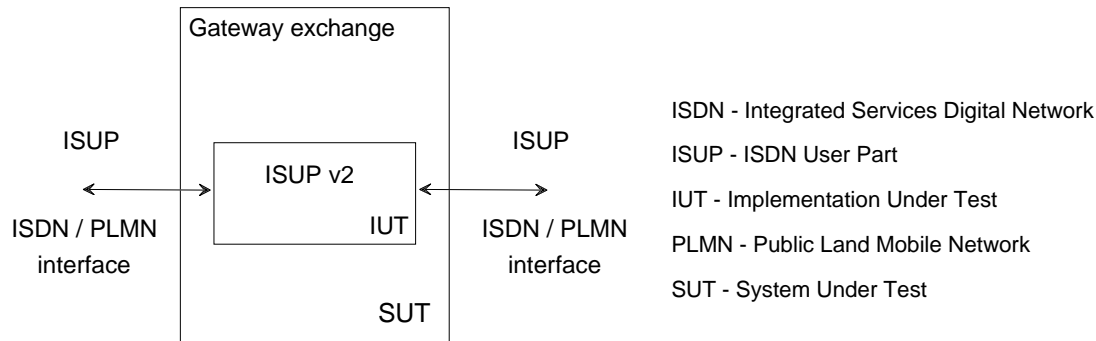 Gateway exchange
ISUP
ISUP v2
IUT
ISUP
ISDN / PLMN
interface
ISDN / PLMN
interface
SUT
ISDN - Integrated Services Digital Network
ISUP - ISDN User Part
IUT - Implementation Under Test
PLMN - Public Land Mobile Network
SUT - System Under Test